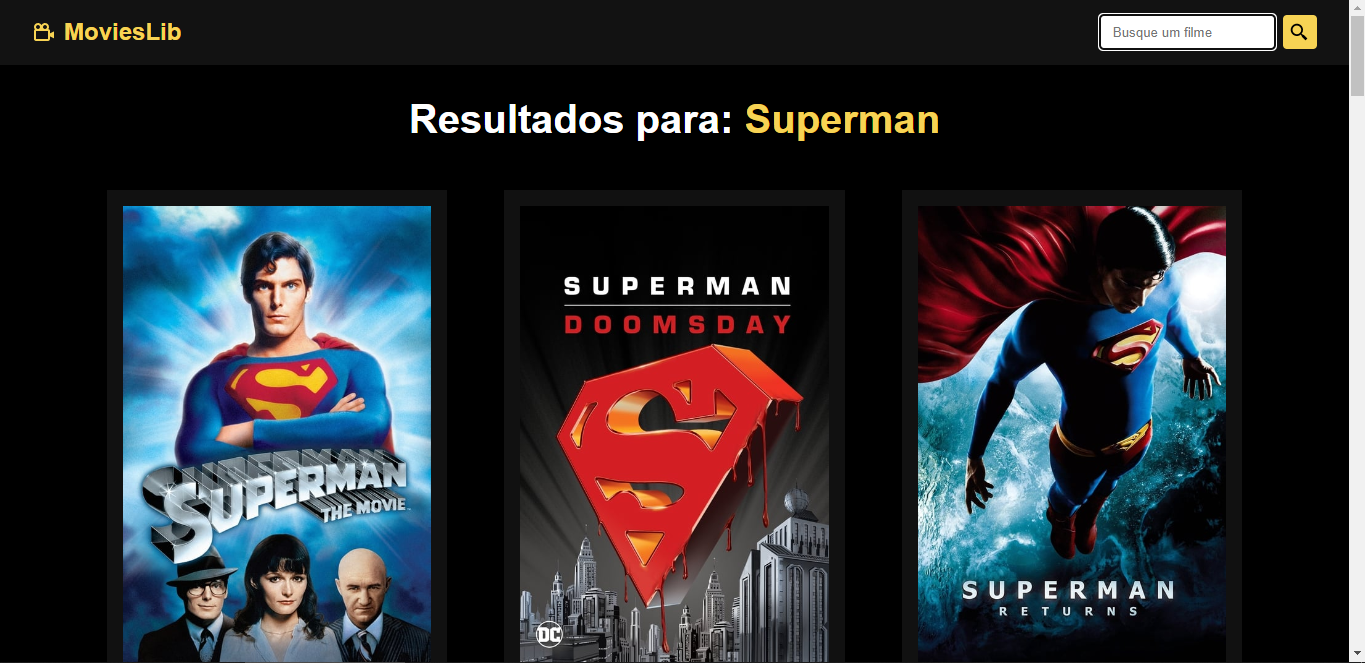 MoviesLib
Busque um filme
Resultados para: Superman
SUPERMAN
THE MOVIE
SUPERMAN
DOOMSDAY
DC
SUPERMAN
RETURNS